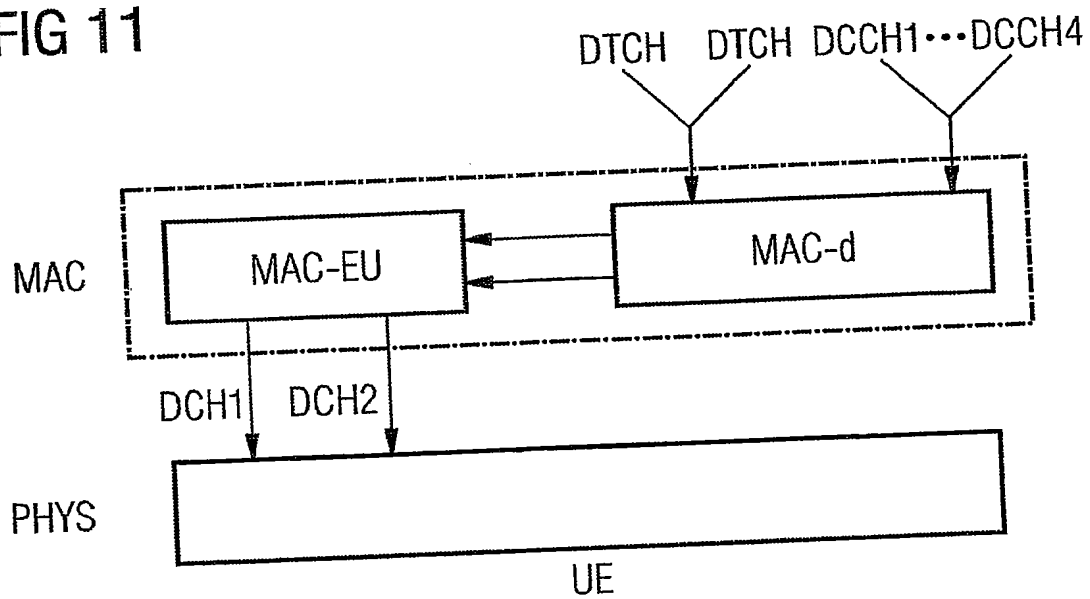 FIG 11
DTCH DTCH DCCH1•••DCCH4
MAC
MAC-EU
MAC-d
DCH1 DCH2
PHYS
UE